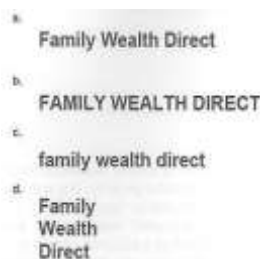 a.
Family Wealth Direct
b.
FAMILY WEALTH DIRECT
c.
family wealth direct
d.
Family
Wealth
Direct